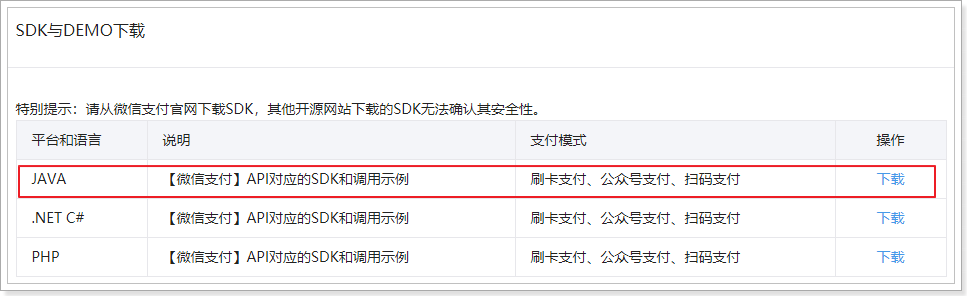 SDK与DEMO下载
特别提示：请从微信支付官网下载SDK，其他开源网站下载的SDK无法确认其安全性。
平台和语言 说明 支付模式 操作
JAVA 【微信支付】API对应的SDK和调用示例 刷卡支付、公众号支付、扫码支付 下载
.NET C# 【微信支付】API对应的SDK和调用示例 刷卡支付、公众号支付、扫码支付 下载
PHP 【微信支付】API对应的SDK和调用示例 刷卡支付、公众号支付、扫码支付 下载